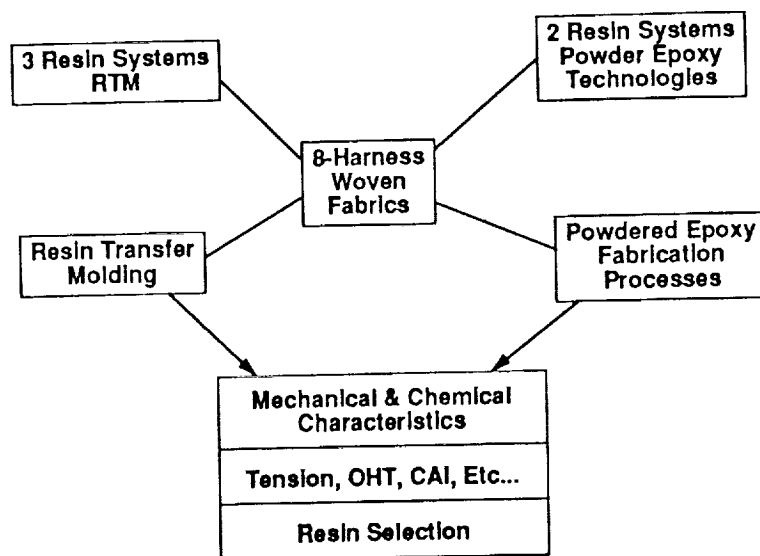 3 Resin Systems
RTM
2 Resin Systems
Powder Epoxy
Technologies
8-Harness
Woven
Fabrics
Resin Transfer
Molding
Powdered Epoxy
Fabrication
Processes
Mechanical & Chemical
Characteristics
Tension, OHT, CAI, Etc...
Resin Selection